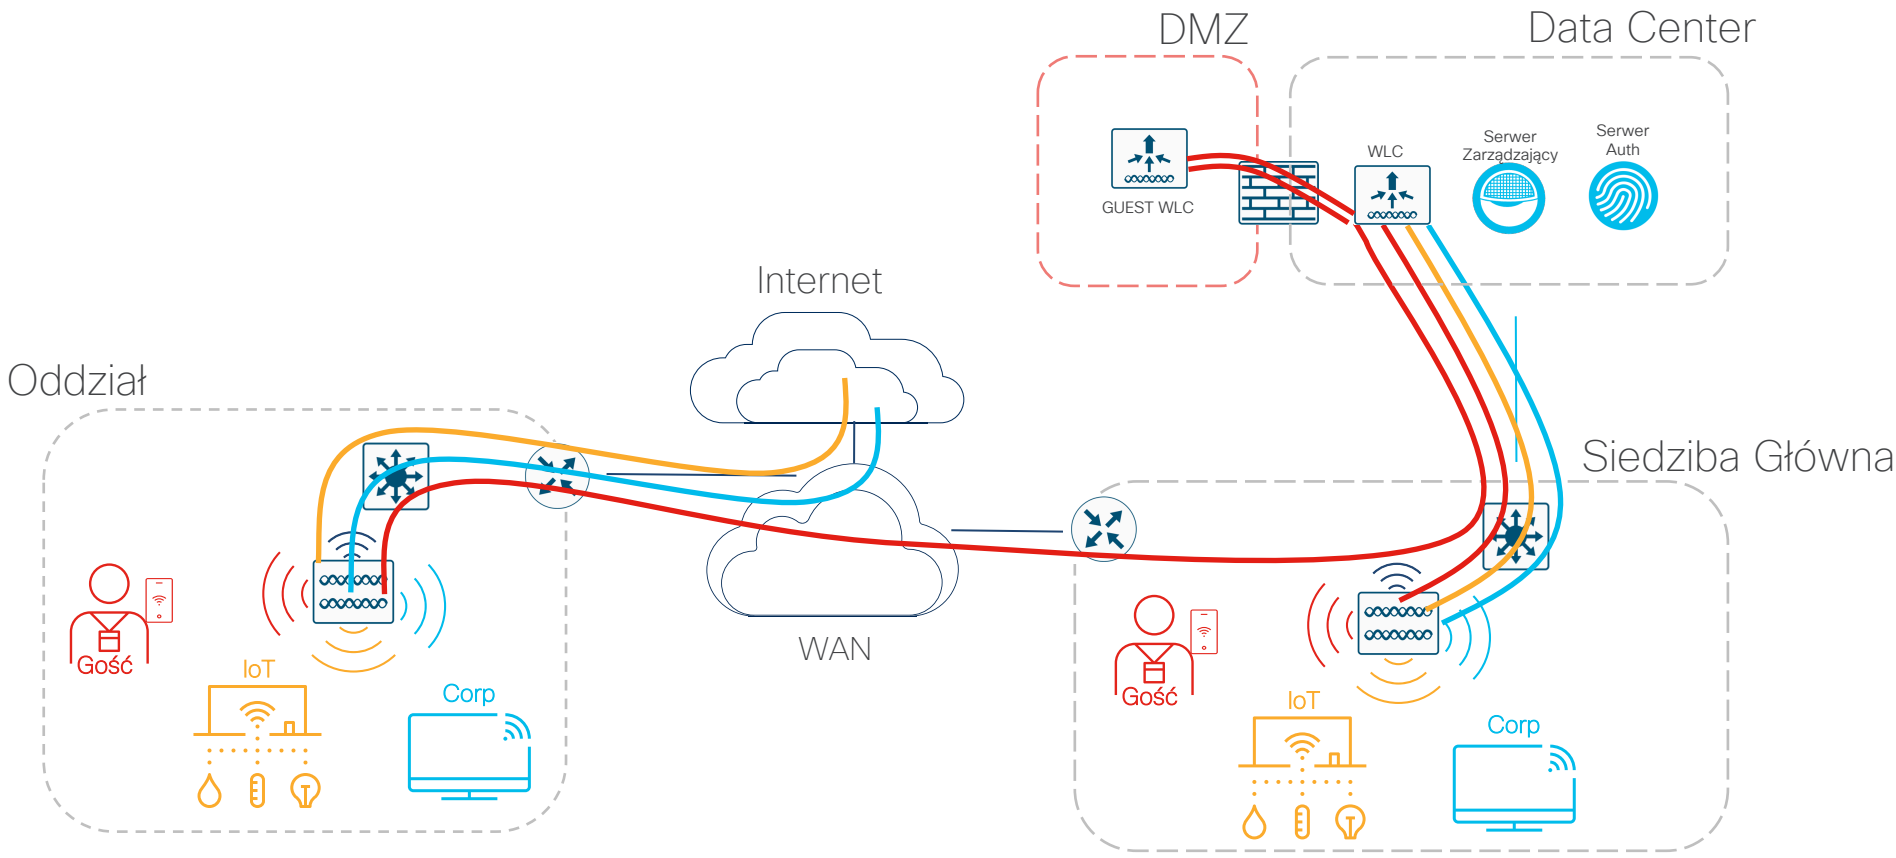 DMZ
Data Center
Serwer
Zarządzający
Serwer
Auth
WLC
GUEST WLC
Internet
Oddział
Siedziba Główna
WAN
Gość
IoT
Corp
Gość
IoT
Corp